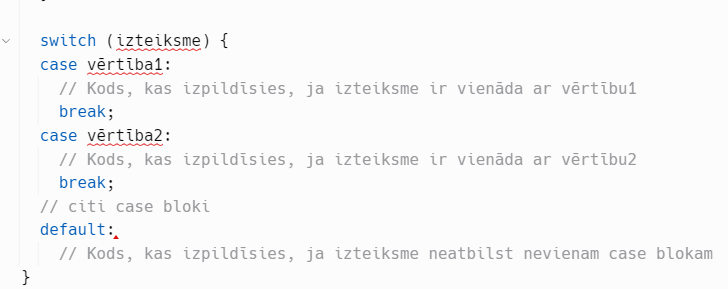 switch (izteiksme) {
case vērtība1:
// Kods, kas izpildīsies, ja izteiksme ir vienāda ar vērtību1
break;
case vērtība2:
// Kods, kas izpildīsies, ja izteiksme ir vienāda ar vērtību2
break;
// citi case bloki
default:
// Kods, kas izpildīsies, ja izteiksme neatbilst nevienam case blokam
}